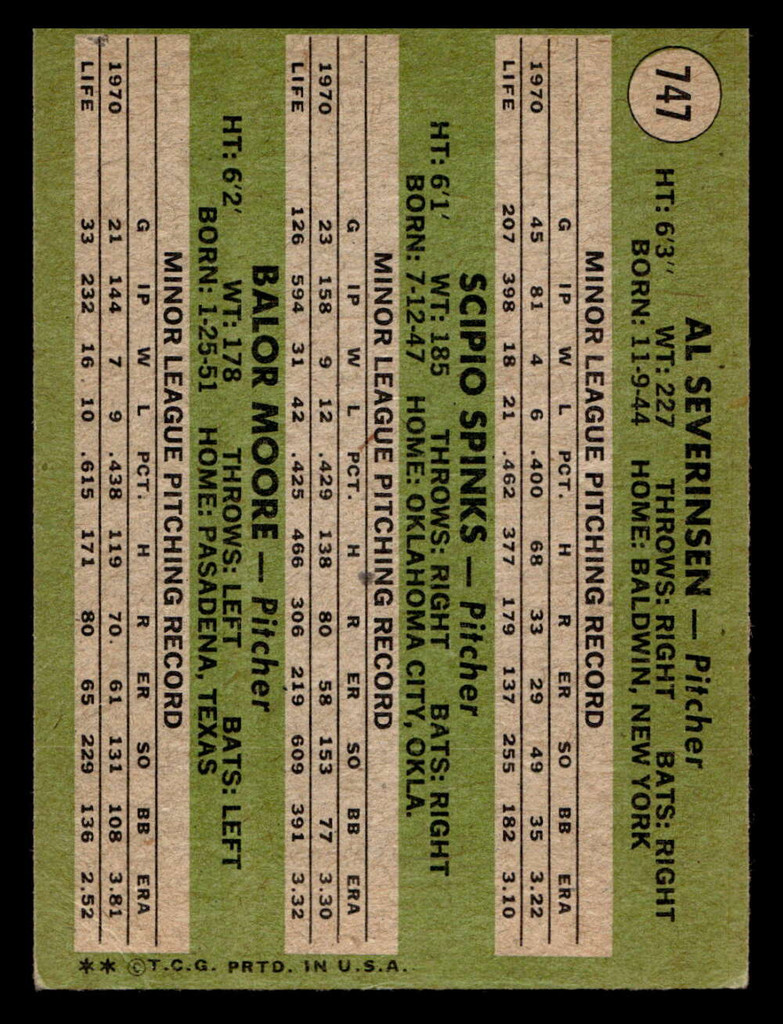 747
AL SEVERINSEN — Pitcher
HT: 6'3" WT: 227 THROWS: RIGHT BATS: RIGHT
BORN: 11-9-44 HOME: BALDWIN, NEW YORK
MINOR LEAGUE PITCHING RECORD
G IP W L PCT. H R ER SO BB ERA
1970 45 81 4 6 .400 68 33 29 49 35 3.22
LIFE 207 398 18 21 .462 377 179 137 255 182 3.10
SCIPIO SPINKS — Pitcher
HT: 6'1' WT: 185 THROWS: RIGHT BATS: RIGHT
BORN: 7-12-47 HOME: OKLAHOMA CITY, OKLA.
MINOR LEAGUE PITCHING RECORD
G IP W L PCT. H R ER SO BB ERA
1970 23 158 9 12 .429 138 80 58 153 77 3.30
LIFE 126 594 31 42 .425 466 306 219 609 391 3.32
BALOR MOORE — Pitcher
HT: 6'2' WT: 178 THROWS: LEFT BATS: LEFT
BORN: 1-25-51 HOME: PASADENA, TEXAS
MINOR LEAGUE PITCHING RECORD
G IP W L PCT. H R ER SO BB ERA
1970 21 144 7 9 .438 119 70. 61 131 108 3.81
LIFE 33 232 16 10 .615 171 80 65 229 136 2.52
** ©T.C.G. PRTD. IN U.S.A.